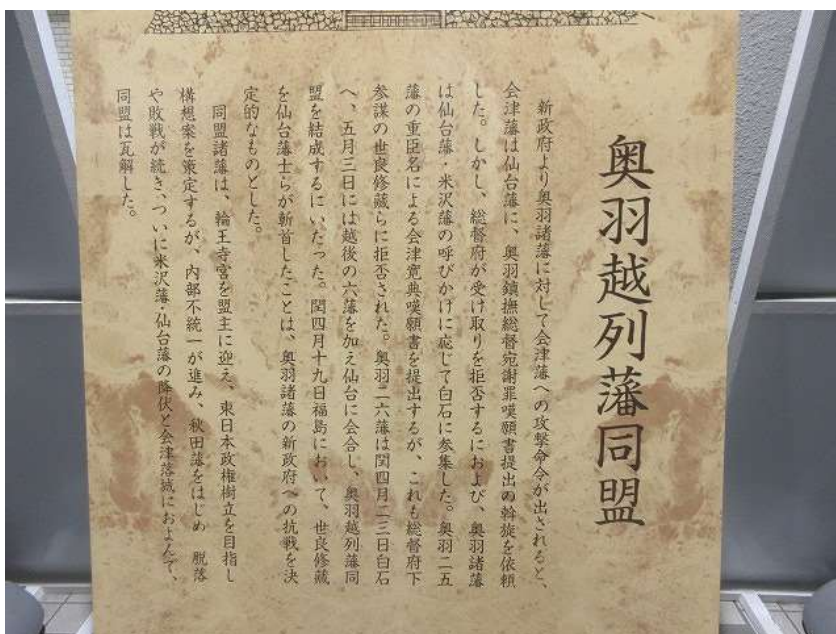 奥羽越列藩同盟
新政府より奥羽諸藩に対して会津藩への攻撃命令が出されると、
会津藩は仙台藩に、奥羽鎮撫総督宛謝罪嘆願書提出の斡旋を依頼
した。しかし、総督府が受け取りを拒否するにおよび、奥羽諸藩
は仙台藩・米沢藩の呼びかけに応じて白石に参集した。奥羽二五
藩の重臣名による会津寛典嘆願書を提出するが、これも総督府下
参謀の世良修蔵らに拒否された。奥羽二六藩は閏四月二三日白石
へ、五月三日には越後の六藩を加え仙台に会合し、奥羽越列藩同
盟を結成するにいたった。閏四月十九日福島において、世良修蔵
を仙台藩士らが斬首したことは、奥羽諸藩の新政府への抗戦を決
定的なものとした。
同盟諸藩は、輪王寺宮を盟主に迎え、東日本政権樹立を目指し
構想案を策定するが、内部不統一が進み、秋田藩をはじめ 脱落
や敗戦が続き、ついに米沢藩・仙台藩の降伏と会津落城におよんで、
同盟は瓦解した。